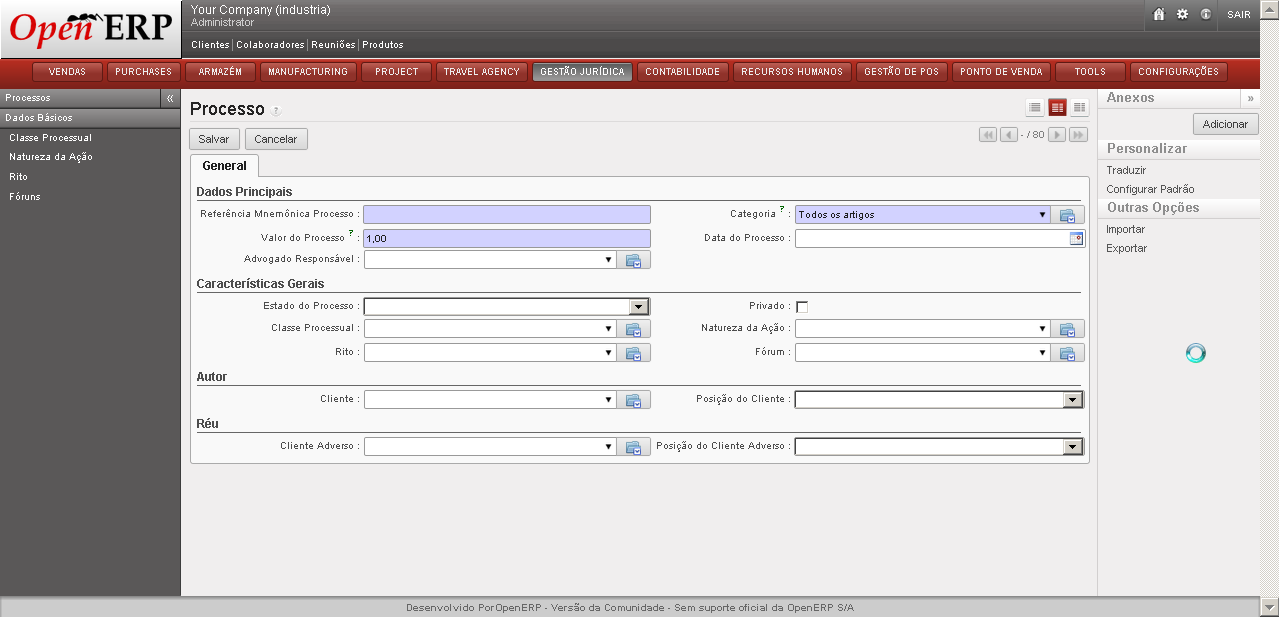 Open ERP
Your Company (industria)
Administrator
SAIR
Clientes Colaboradores Reuniões Produtos
VENDAS PURCHASES ARMAZÉM MANUFACTURING PROJECT TRAVEL AGENCY GESTÃO JURÍDICA CONTABILIDADE RECURSOS HUMANOS GESTÃO DE POS PONTO DE VENDA TOOLS CONFIGURAÇÕES
Processos «
Dados Básicos
Classe Processual
Natureza da Ação
Rito
Fóruns
Processo ?
Salvar Cancelar
- / 80
General
Dados Principais
Referência Mnemônica Processo :
Categoria ? : Todos os artigos
Valor do Processo ? : 1,00
Data do Processo :
Advogado Responsável :
Características Gerais
Estado do Processo :
Privado :
Classe Processual :
Natureza da Ação :
Rito :
Fórum :
Autor
Cliente :
Posição do Cliente :
Réu
Cliente Adverso :
Posição do Cliente Adverso :
Anexos »
Adicionar
Personalizar
Traduzir
Configurar Padrão
Outras Opções
Importar
Exportar
Desenvolvido PorOpenERP - Versão da Comunidade - Sem suporte oficial da OpenERP S/A